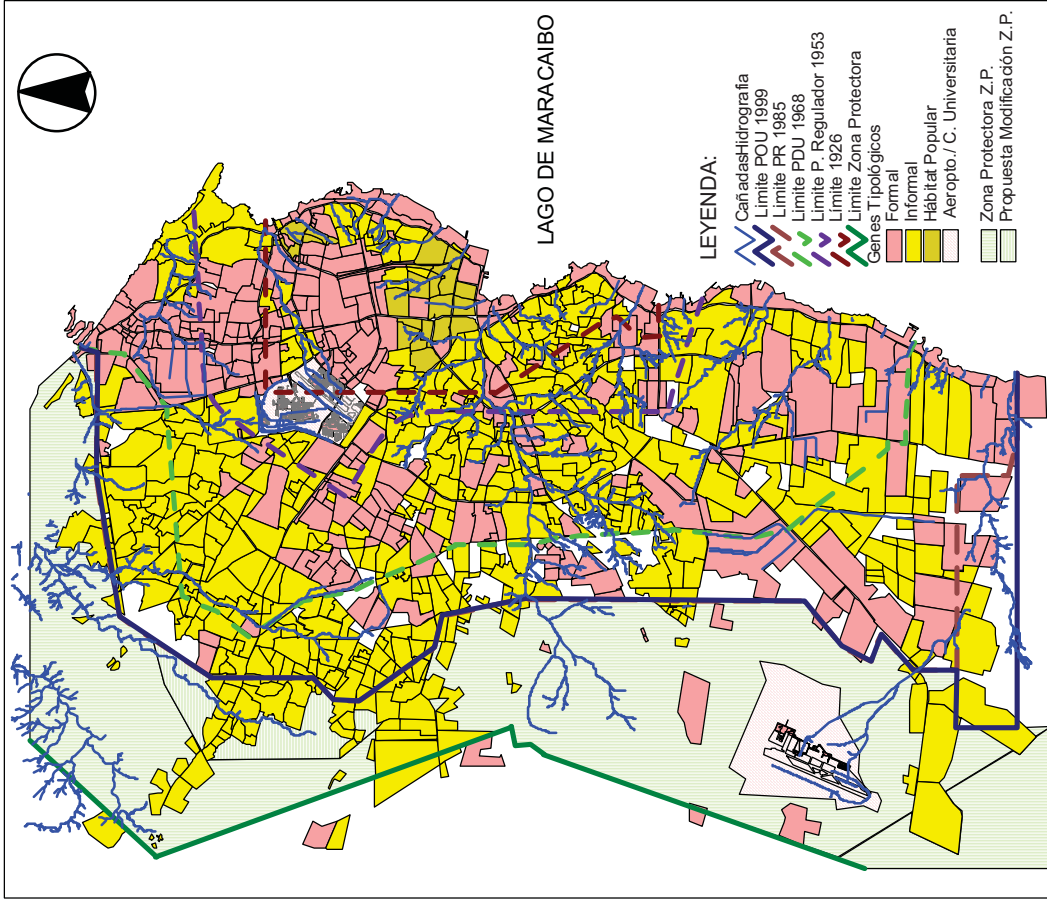 LAGO DE MARACAIBO
LEYENDA:
CañadasHidrografía
Limite POU 1999
Limite PR 1985
Limite PDU 1968
Limite P. Regulador 1953
Limite 1926
Limite Zona Protectora
Genes Tipológicos
Formal
Informal
Hábitat Popular
Aeropto./ C. Universitaria
Zona Protectora Z.P.
Propuesta Modificación Z.P.